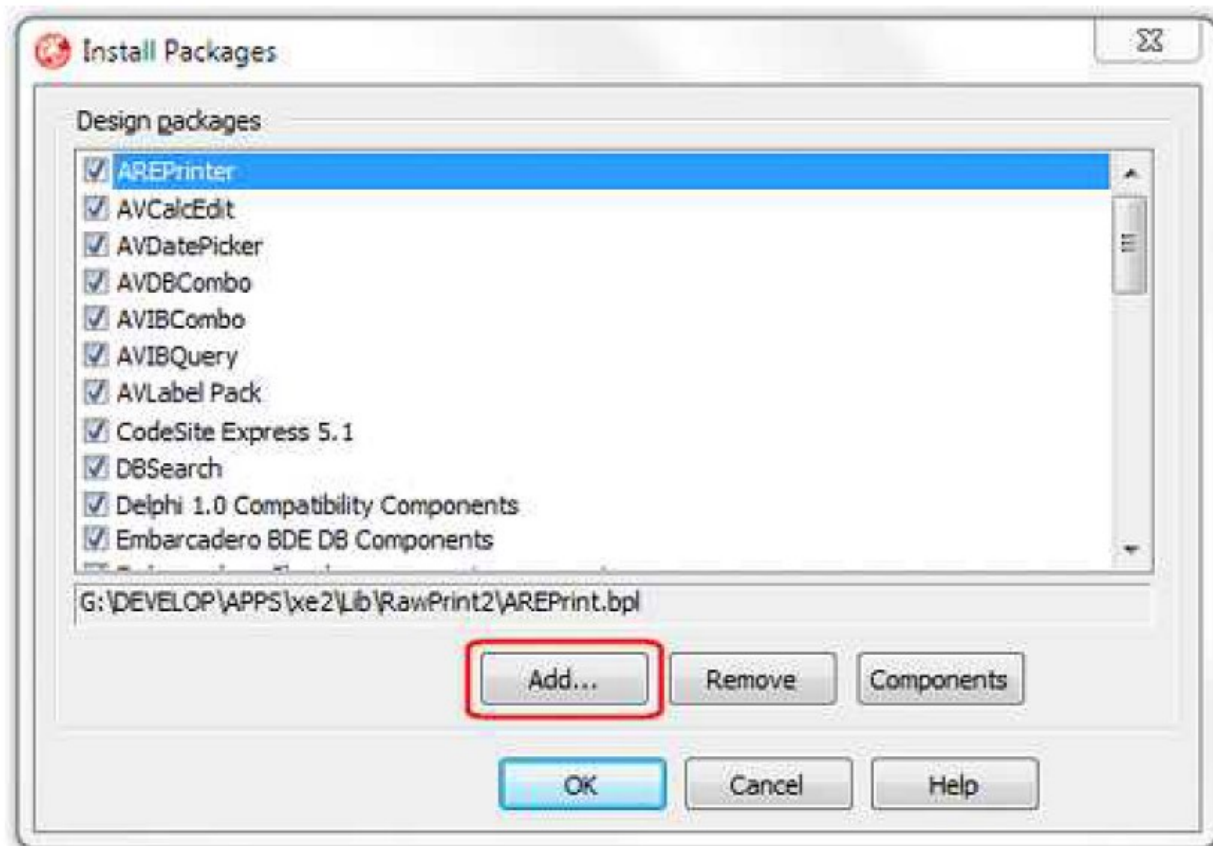 Install Packages
Design packages
AREPrinter
AVCalcEdit
AVDatePicker
AVDBCombo
AVIBCombo
AVIBQuery
AVLabel Pack
CodeSite Express 5.1
DBSearch
Delphi 1.0 Compatibility Components
Embarcadero BDE DB Components
G:\DEVELOP\APPS\xe2\Lib\RawPrint2\AREPrint.bpl
Add... Remove Components
OK Cancel Help